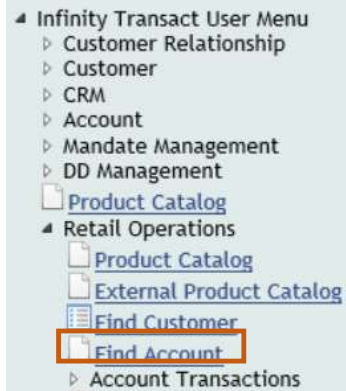 Infinity Transact User Menu
Customer Relationship
Customer
CRM
Account
Mandate Management
DD Management
Product Catalog
Retail Operations
Product Catalog
External Product Catalog
Find Customer
Find Account
Account Transactions